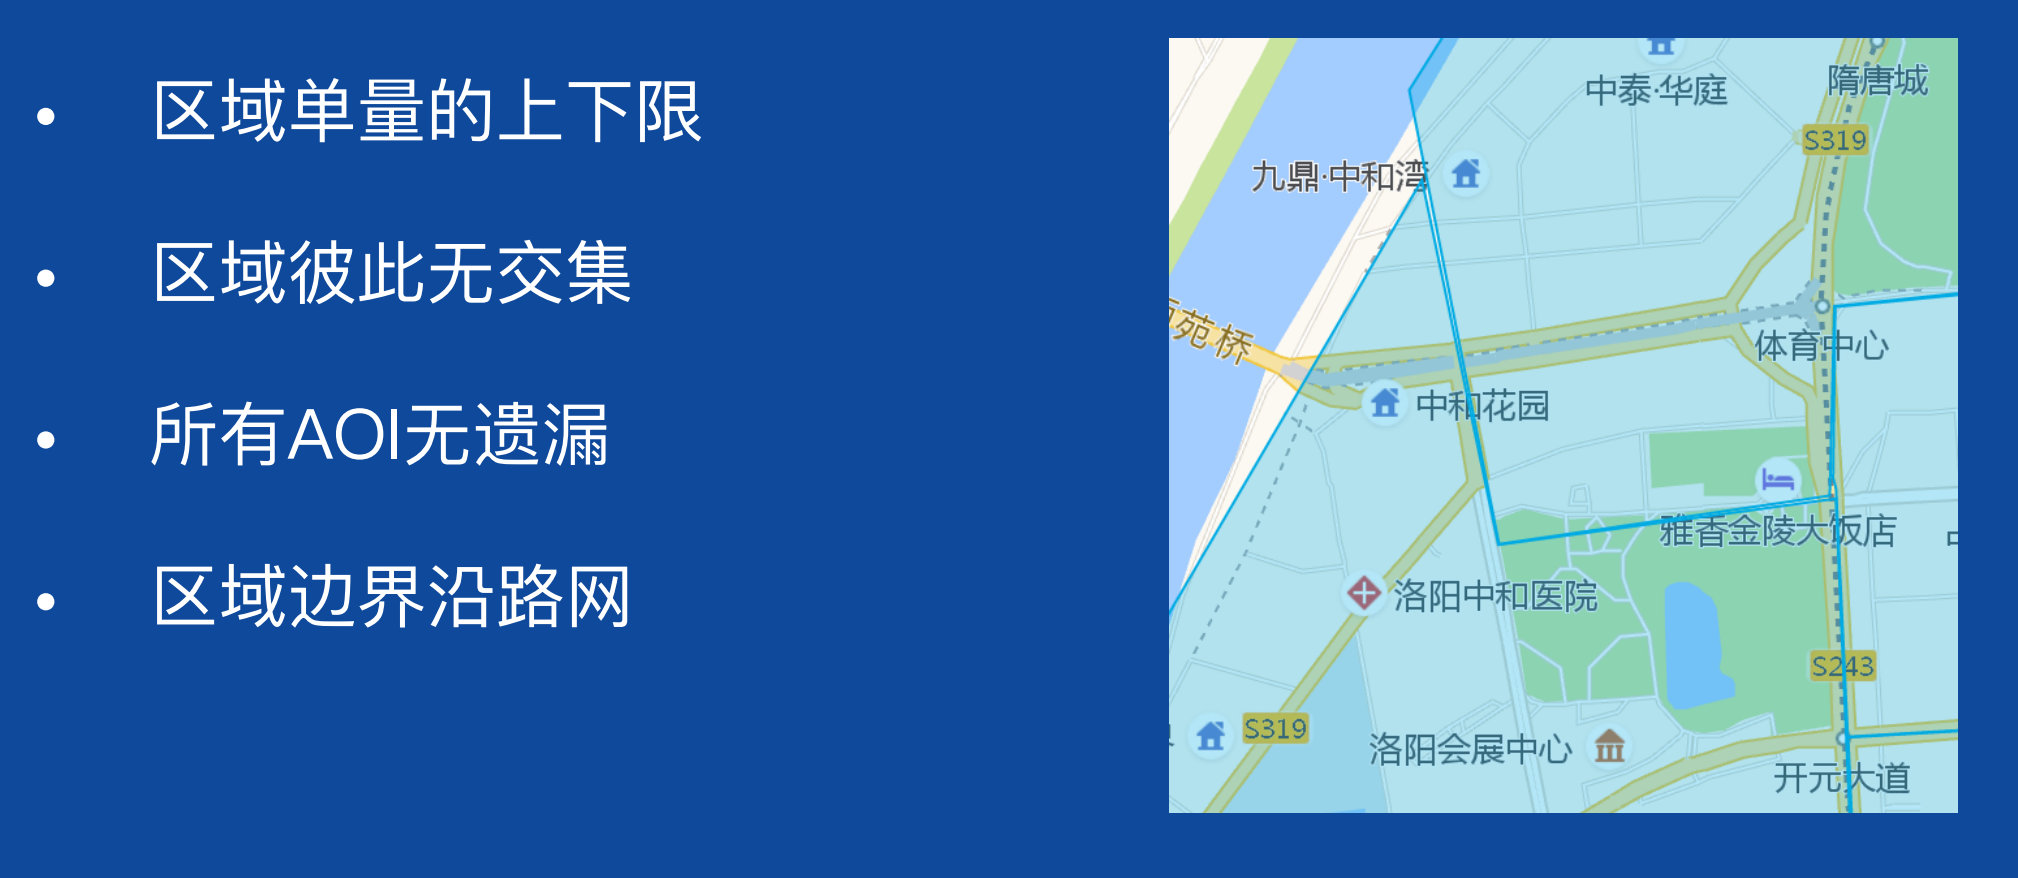 区域单量的上下限
区域彼此无交集
所有AOI无遗漏
区域边界沿路网
中泰·华庭
隋唐城
S319
九鼎·中和湾
苑桥
体育中心
中和花园
雅香金陵大饭店
洛阳中和医院
S243
S319
洛阳会展中心
开元大道